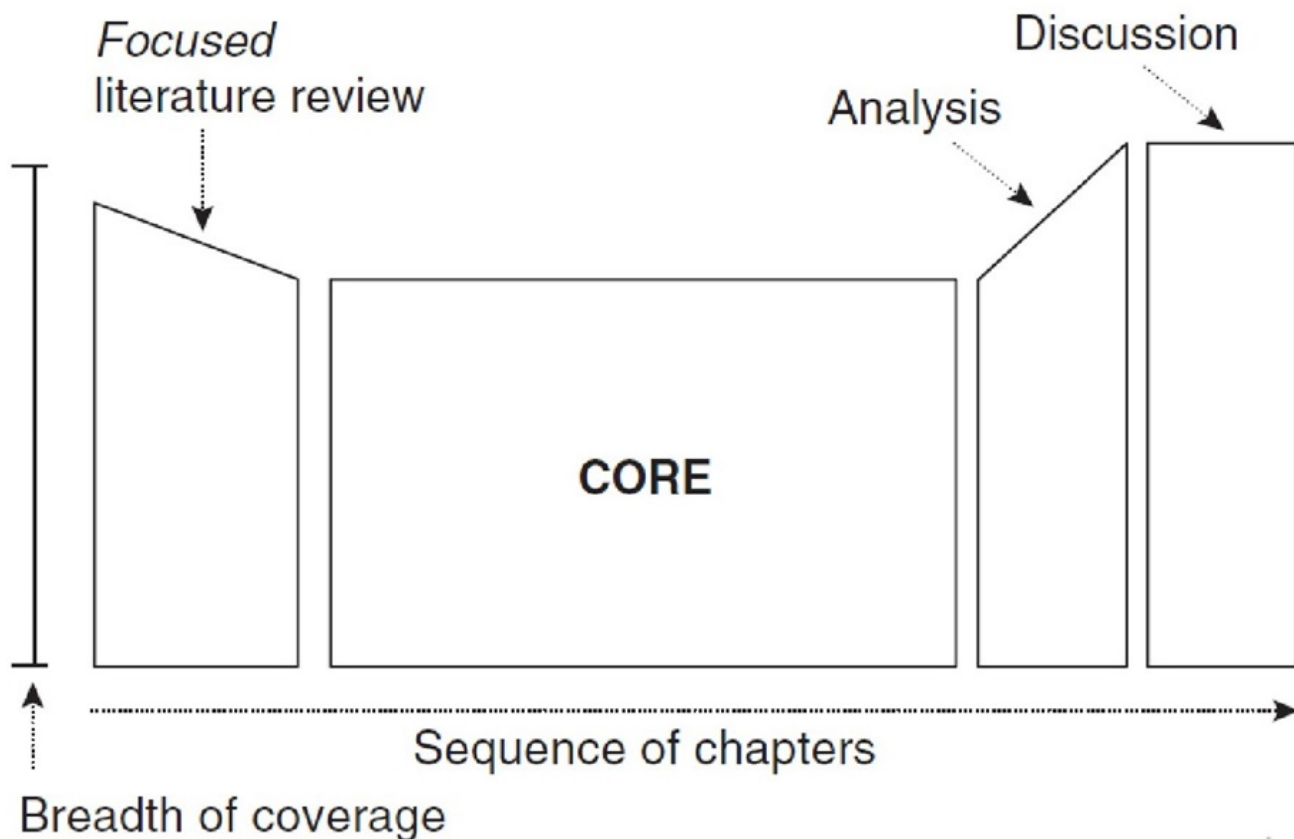 Focused
literature review
Discussion
Analysis
CORE
Sequence of chapters
Breadth of coverage